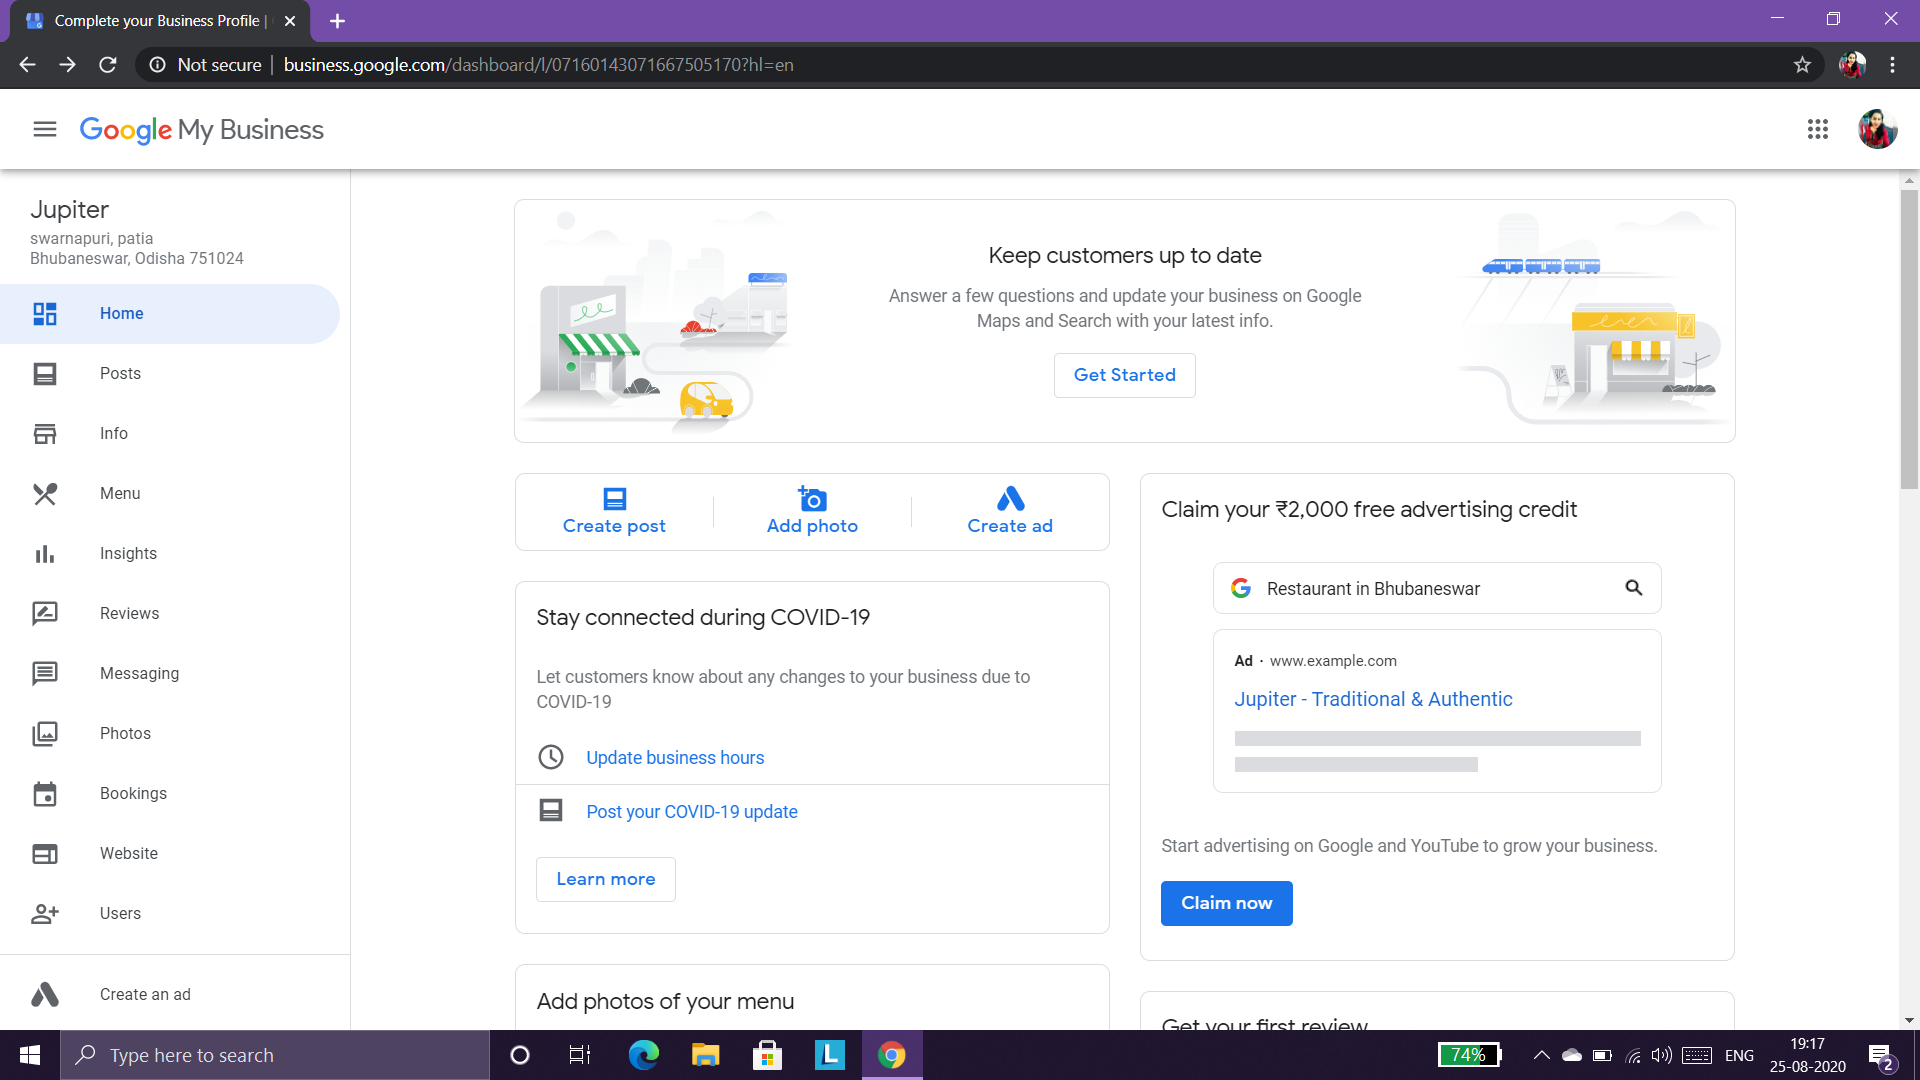 Complete your Business Profile |
Not secure | business.google.com/dashboard/l/07160143071667505170?hl=en
Google My Business
Jupiter
swarnapuri, patia
Bhubaneswar, Odisha 751024
Home
Posts
Info
Menu
Insights
Reviews
Messaging
Photos
Bookings
Website
Users
Create an ad
Keep customers up to date
Answer a few questions and update your business on Google
Maps and Search with your latest info.
Get Started
Create post
Add photo
Create ad
Stay connected during COVID-19
Let customers know about any changes to your business due to
COVID-19
Update business hours
Post your COVID-19 update
Learn more
Add photos of your menu
Claim your ₹2,000 free advertising credit
Restaurant in Bhubaneswar
Ad · www.example.com
Jupiter - Traditional & Authentic
Start advertising on Google and YouTube to grow your business.
Claim now
Get your first review
Type here to search
L
74%
ENG
19:17
25-08-2020
2